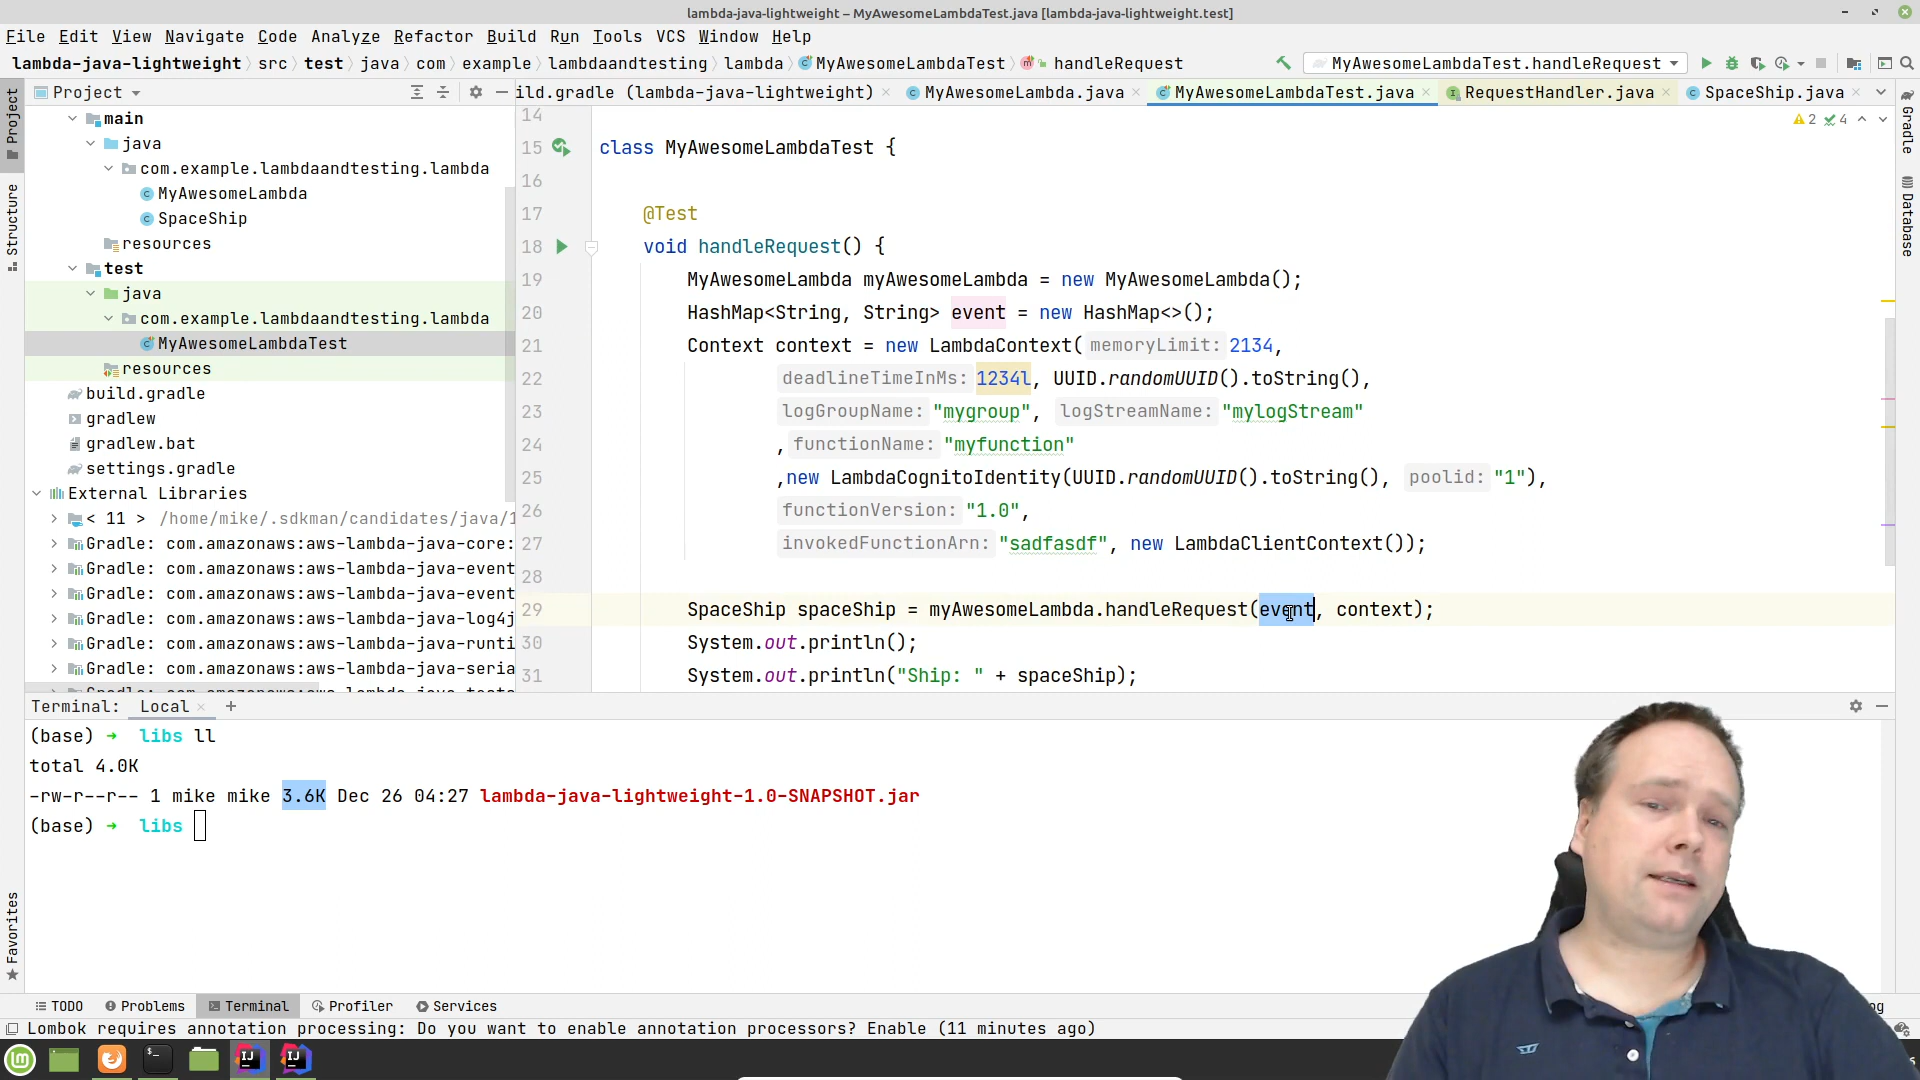 lambda-java-lightweight – MyAwesomeLambdaTest.java [lambda-java-lightweight.test]
File Edit View Navigate Code Analyze Refactor Build Run Tools VCS Window Help
lambda-java-lightweight src test java com example lambdaandtesting lambda MyAwesomeLambdaTest handleRequest
MyAwesomeLambdaTest.handleRequest
Project
ild.gradle (lambda-java-lightweight) MyAwesomeLambda.java MyAwesomeLambdaTest.java RequestHandler.java SpaceShip.java
Project
Structure
Favorites
Gradle
Database
main
java
com.example.lambdaandtesting.lambda
MyAwesomeLambda
SpaceShip
resources
test
java
com.example.lambdaandtesting.lambda
MyAwesomeLambdaTest
resources
build.gradle
gradlew
gradlew.bat
settings.gradle
External Libraries
< 11 > /home/mike/.sdkman/candidates/java/1
Gradle: com.amazonaws:aws-lambda-java-core:
Gradle: com.amazonaws:aws-lambda-java-event
Gradle: com.amazonaws:aws-lambda-java-event
Gradle: com.amazonaws:aws-lambda-java-log4j
Gradle: com.amazonaws:aws-lambda-java-runti
Gradle: com.amazonaws:aws-lambda-java-seria
2 4
14
15 class MyAwesomeLambdaTest {
16
17 @Test
18 void handleRequest() {
19 MyAwesomeLambda myAwesomeLambda = new MyAwesomeLambda();
20 HashMap<String, String> event = new HashMap<>();
21 Context context = new LambdaContext( memoryLimit: 2134,
22 deadlineTimeInMs: 1234l, UUID.randomUUID().toString(),
23 logGroupName: "mygroup", logStreamName: "mylogStream"
24 , functionName: "myfunction"
25 ,new LambdaCognitoIdentity(UUID.randomUUID().toString(), poolid: "1"),
26 functionVersion: "1.0",
27 invokedFunctionArn: "sadfasdf", new LambdaClientContext());
28
29 SpaceShip spaceShip = myAwesomeLambda.handleRequest(event, context);
30 System.out.println();
31 System.out.println("Ship: " + spaceShip);
Terminal: Local +
(base) ➜ libs ll
total 4.0K
-rw-r--r-- 1 mike mike 3.6K Dec 26 04:27 lambda-java-lightweight-1.0-SNAPSHOT.jar
(base) ➜ libs
TODO Problems Terminal Profiler Services
Lombok requires annotation processing: Do you want to enable annotation processors? Enable (11 minutes ago)